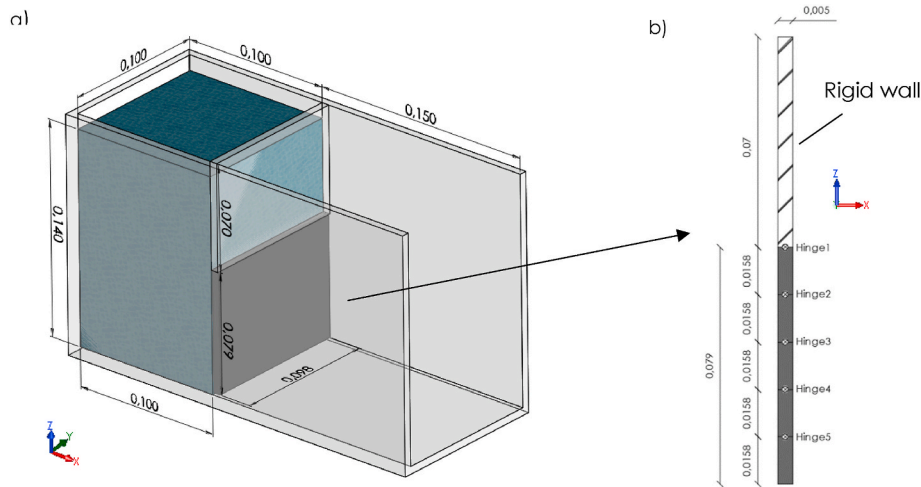 a)
0,100
0,100
0,150
0,140
0,070
0,079
0,098
0,100
Z
Y
X
b)
0,005
Rigid wall
0,07
Z
Y
X
Hinge1
0,0158
Hinge2
0,0158
Hinge3
0,079
0,0158
Hinge4
0,0158
Hinge5
0,0158